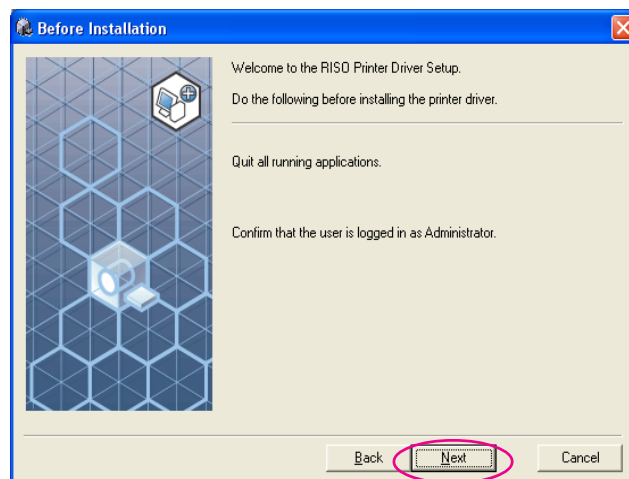 Before Installation
Welcome to the RISO Printer Driver Setup.
Do the following before installing the printer driver.
Quit all running applications.
Confirm that the user is logged in as Administrator.
Back Next Cancel